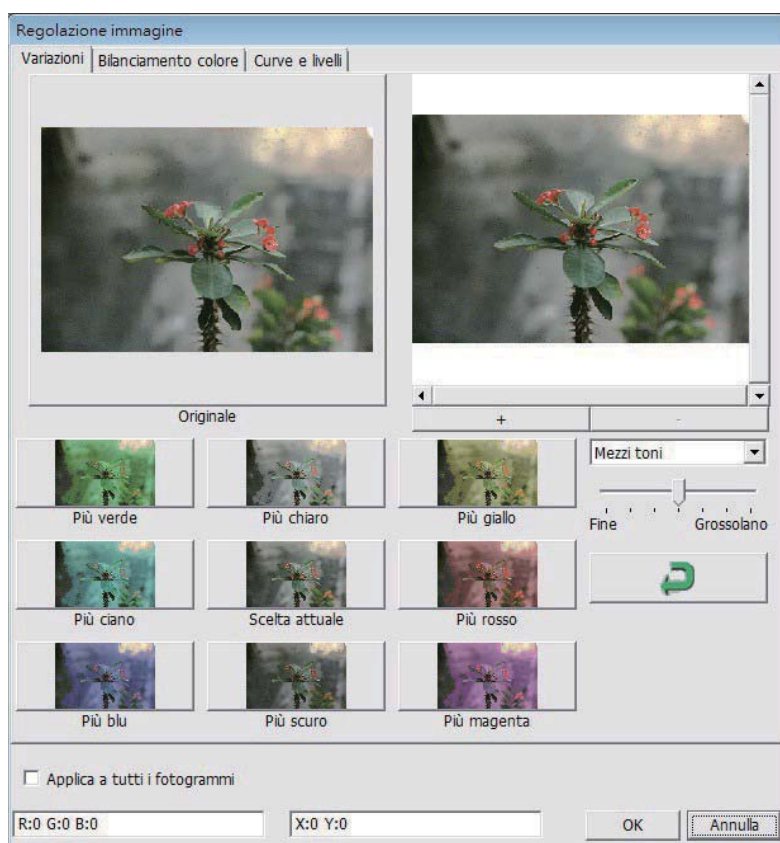 Regolazione immagine
Variazioni Bilanciamento colore Curve e livelli
Originale
+ -
Mezzi toni
Più verde Più chiaro Più giallo
Fine Grossolano
Più ciano Scelta attuale Più rosso
Più blu Più scuro Più magenta
Applica a tutti i fotogrammi
R:0 G:0 B:0 X:0 Y:0 OK Annulla